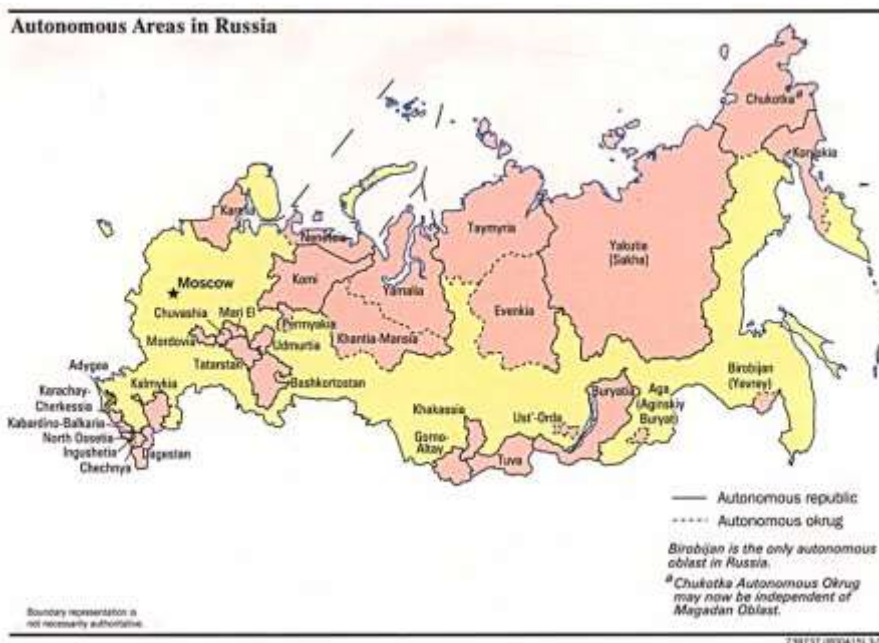 Autonomous Areas in Russia
Chukotka a
Koryakia
Karelia
Nenetsia
Taymyria
Yakutia
(Sakha)
Komi
Yamalia
Moscow
Evenkia
Chuvashia
Mari El
Permyakia
Khantia-Mansia
Mordovia
Udmurtia
Tatarstan
Bashkortostan
Birobijan
(Yevrey)
Adygea
Kalmykia
Karachay-
Cherkessia
Buryatia
Aga
(Aginskiy
Buryat)
Khakassia
Ust'-Orda
Kabardino-Balkaria
North Ossetia
Gorno-
Altay
Ingushetia
Dagestan
Tuva
Chechnya
Autonomous republic
Autonomous okrug
Birobijan is the only autonomous
oblast in Russia.
a Chukotka Autonomous Okrug
may now be independent of
Magadan Oblast.
Boundary representation is
not necessarily authoritative.